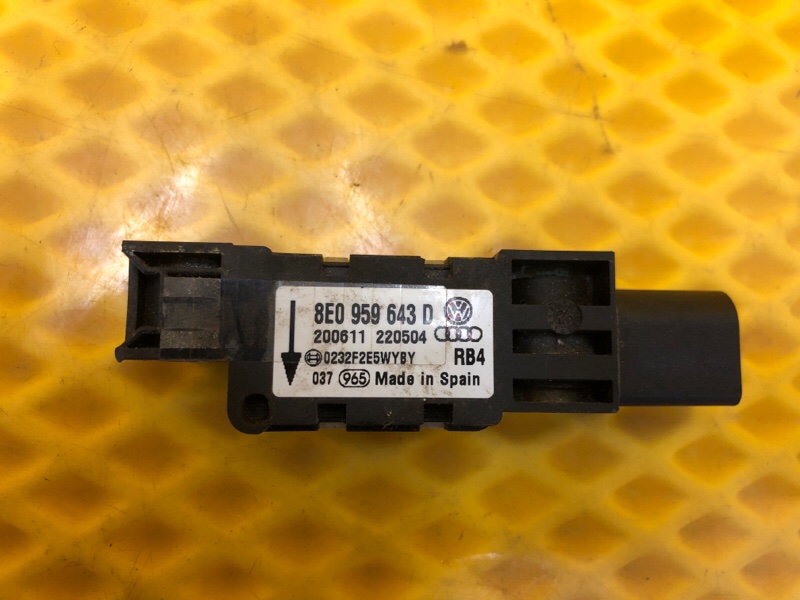 8E0 959 643 D
200611 220504
0232F2E5WYBY RB4
037 965 Made in Spain